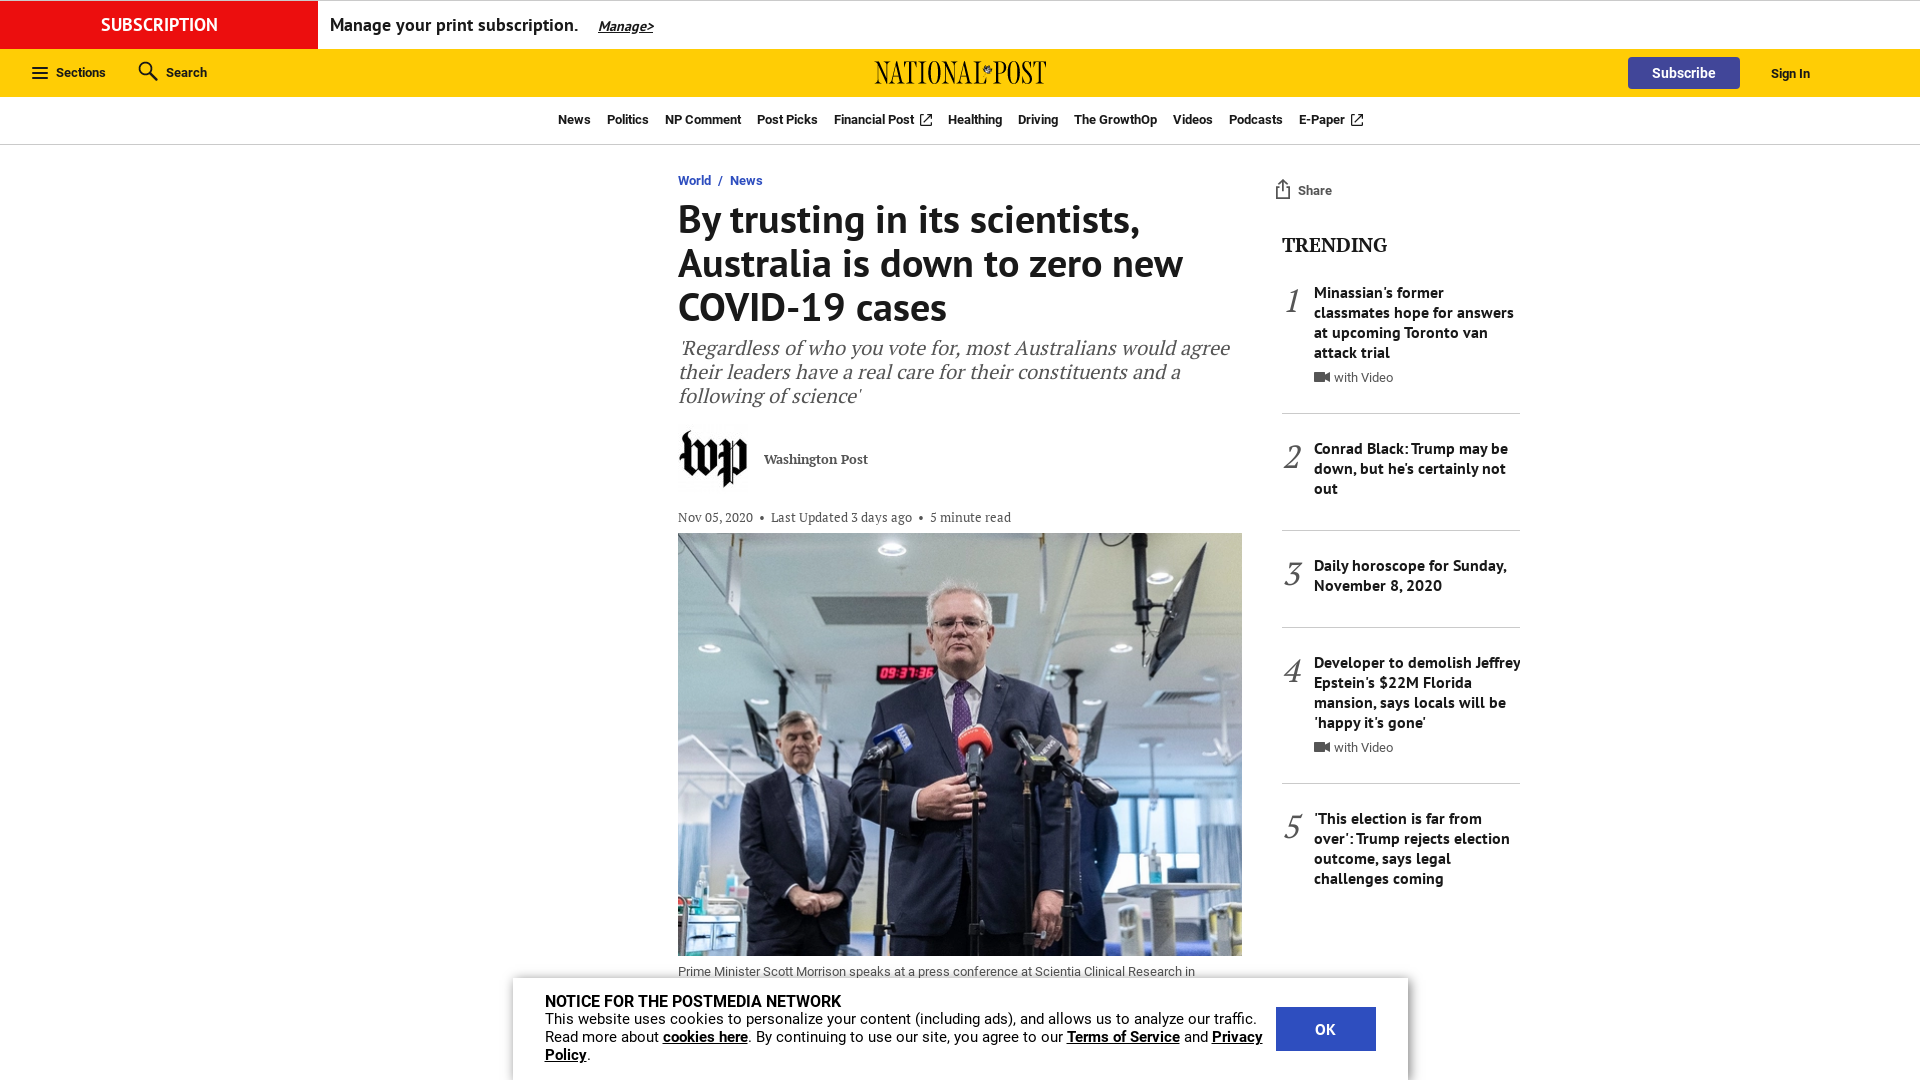 SUBSCRIPTION
Manage your print subscription.
Manage>
Sections
Search
NATIONAL POST
Subscribe
Sign In
News
Politics
NP Comment
Post Picks
Financial Post
Healthing
Driving
The GrowthOp
Videos
Podcasts
E-Paper
World / News
By trusting in its scientists,
Australia is down to zero new
COVID-19 cases
'Regardless of who you vote for, most Australians would agree
their leaders have a real care for their constituents and a
following of science'
wp
Washington Post
Nov 05, 2020 • Last Updated 3 days ago • 5 minute read
09:37:36
Prime Minister Scott Morrison speaks at a press conference at Scientia Clinical Research in
Share
TRENDING
1
Minassian's former
classmates hope for answers
at upcoming Toronto van
attack trial
with Video
2
Conrad Black: Trump may be
down, but he's certainly not
out
3
Daily horoscope for Sunday,
November 8, 2020
4
Developer to demolish Jeffrey
Epstein's $22M Florida
mansion, says locals will be
'happy it's gone'
with Video
5
'This election is far from
over': Trump rejects election
outcome, says legal
challenges coming
NOTICE FOR THE POSTMEDIA NETWORK
This website uses cookies to personalize your content (including ads), and allows us to analyze our traffic.
Read more about cookies here. By continuing to use our site, you agree to our Terms of Service and Privacy
Policy.
OK